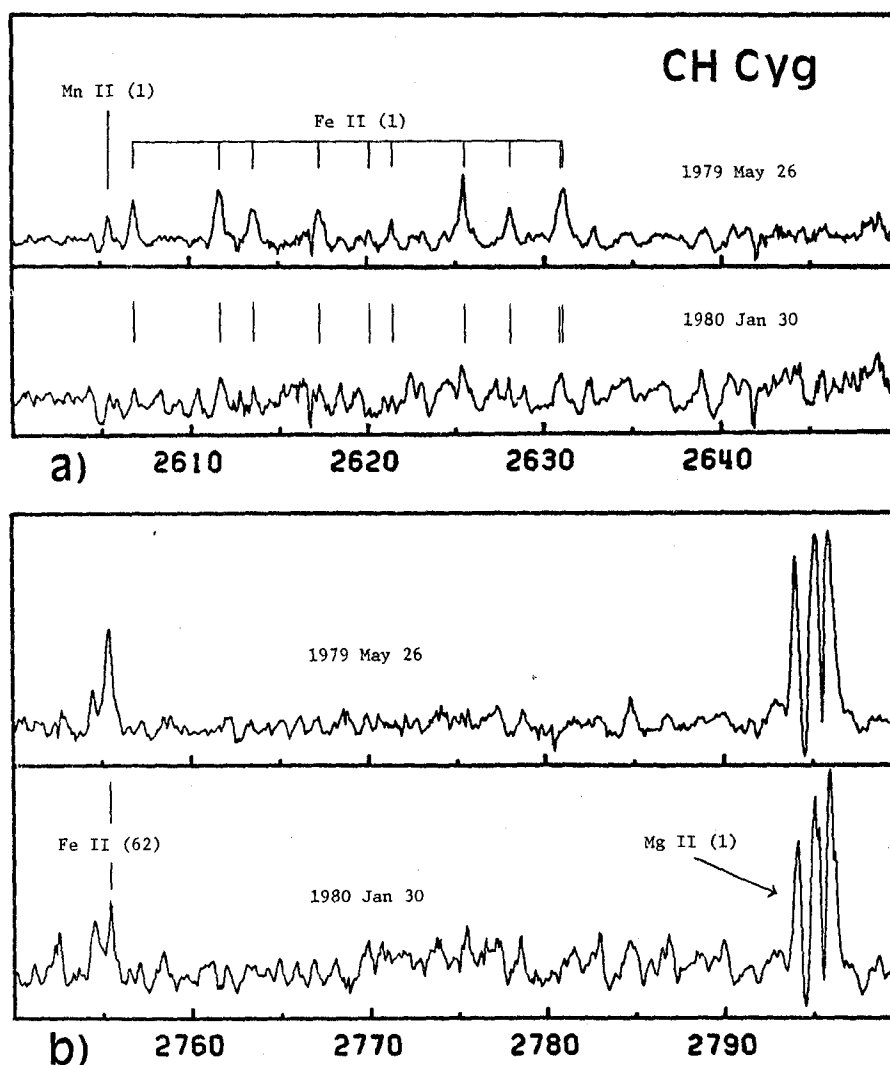 CH Cyg
Mn II (1)
Fe II (1)
1979 May 26
1980 Jan 30
a) 2610 2620 2630 2640
1979 May 26
Fe II (62)
Mg II (1)
1980 Jan 30
b) 2760 2770 2780 2790